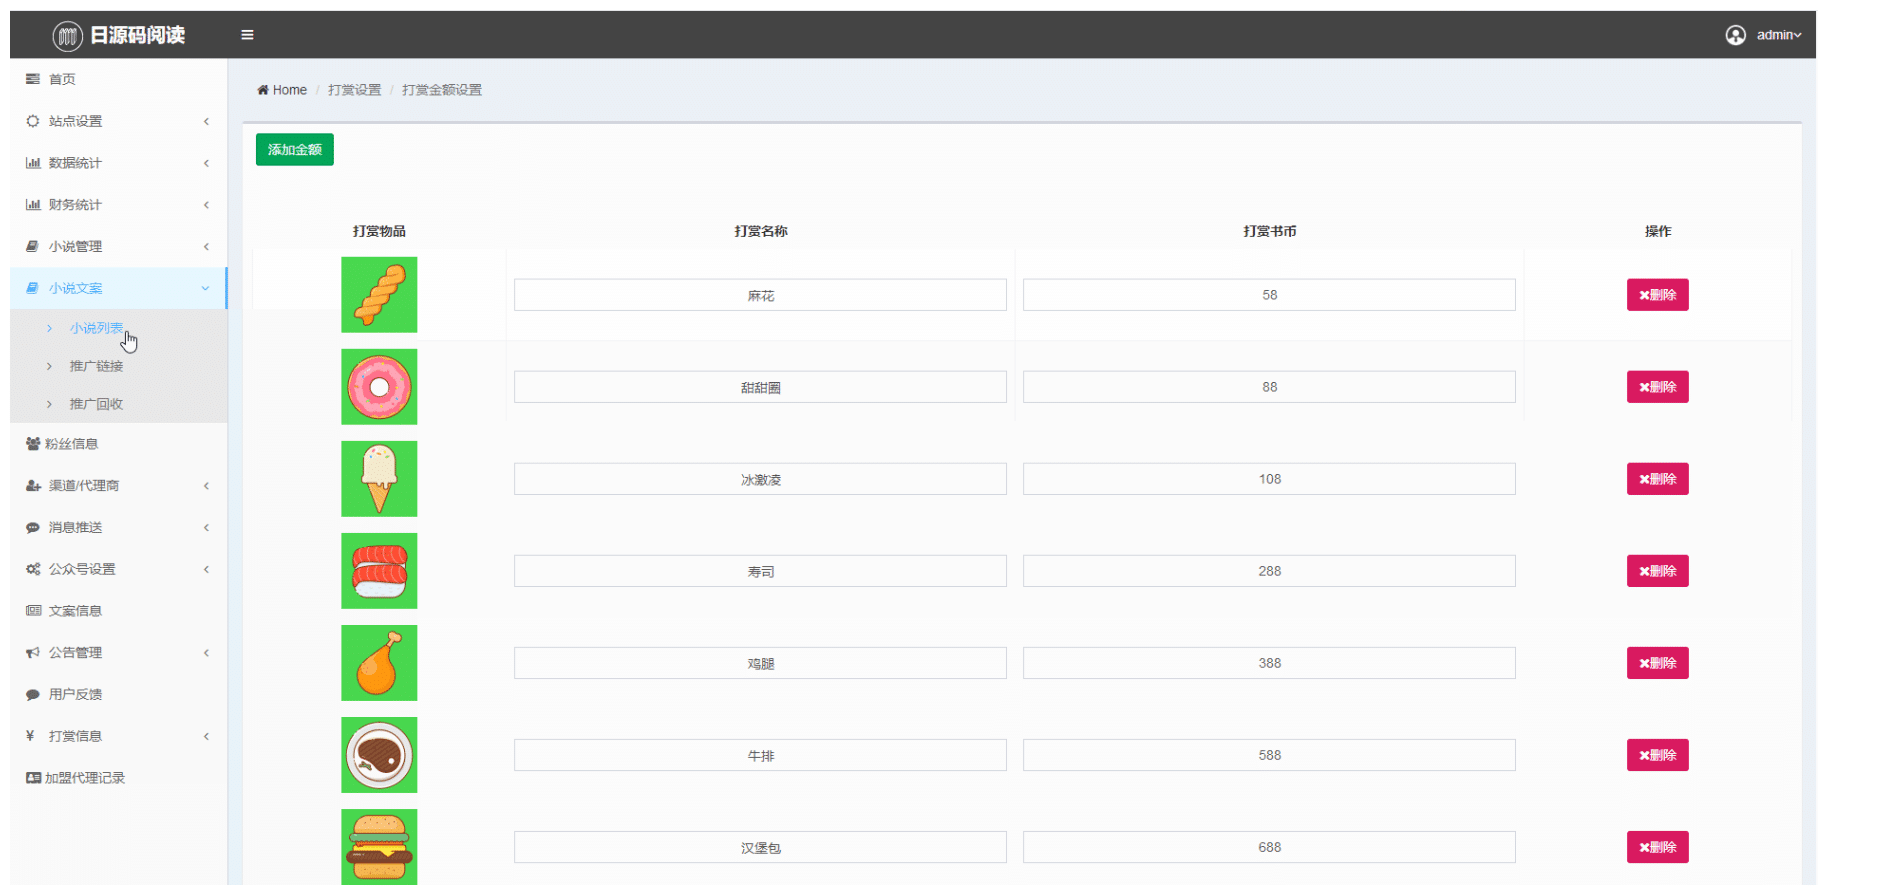 日源码阅读
admin
首页
站点设置
数据统计
财务统计
小说管理
小说文案
小说列表
推广链接
推广回收
粉丝信息
渠道/代理商
消息推送
公众号设置
文案信息
公告管理
用户反馈
¥ 打赏信息
加盟代理记录
Home / 打赏设置 / 打赏金额设置
添加金额
打赏物品 打赏名称 打赏书币 操作
麻花 58 ✖删除
甜甜圈 88 ✖删除
冰激凌 108 ✖删除
寿司 288 ✖删除
鸡腿 388 ✖删除
牛排 588 ✖删除
汉堡包 688 ✖删除